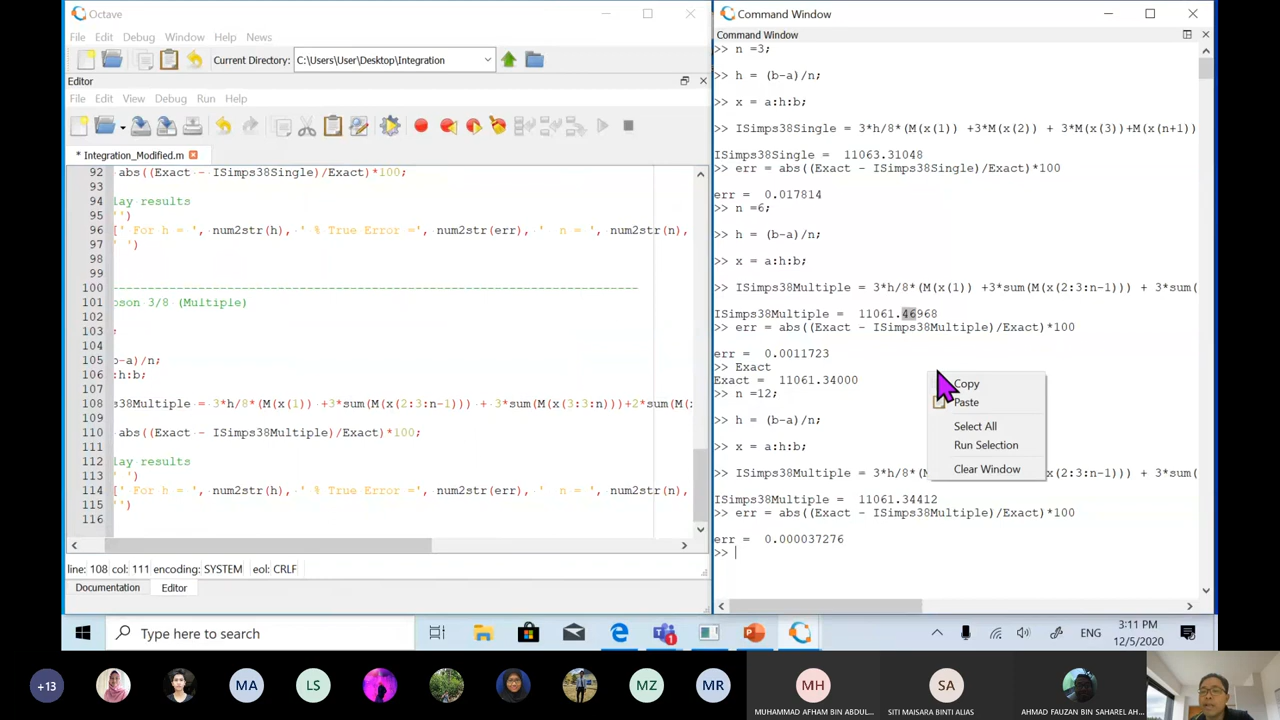 Octave
File Edit Debug Window Help News
Current Directory: C:\Users\User\Desktop\Integration
Editor
File Edit View Debug Run Help
* Integration_Modified.m
92 abs((Exact - ISimps38Single)/Exact)*100;
93
94 lay results
95 '')
96 [' For h = ', num2str(h), ' % True Error =', num2str(err), '  n = ', num2str(n),
97 ' ')
98
99
100 -----------------------------------------------------------------
101 pson 3/8 (Multiple)
102
103 ;
104
105 b-a)/n;
106 :h:b;
107
108 s38Multiple = 3*h/8*(M(x(1)) +3*sum(M(x(2:3:n-1))) + 3*sum(M(x(3:3:n)))+2*sum(M(
109
110 abs((Exact - ISimps38Multiple)/Exact)*100;
111
112 lay results
113 ' ')
114 [' For h = ', num2str(h), ' % True Error =', num2str(err), '  n = ', num2str(n),
115 '')
116
line: 108 col: 111 encoding: SYSTEM eol: CRLF
Documentation Editor
Command Window
Command Window
>> n =3;
>> h = (b-a)/n;
>> x = a:h:b;
>> ISimps38Single = 3*h/8*(M(x(1)) +3*M(x(2)) + 3*M(x(3))+M(x(n+1))
ISimps38Single = 11063.31048
>> err = abs((Exact - ISimps38Single)/Exact)*100
err = 0.017814
>> n =6;
>> h = (b-a)/n;
>> x = a:h:b;
>> ISimps38Multiple = 3*h/8*(M(x(1)) +3*sum(M(x(2:3:n-1))) + 3*sum(
ISimps38Multiple = 11061.46968
>> err = abs((Exact - ISimps38Multiple)/Exact)*100
err = 0.0011723
>> Exact
Exact = 11061.34000
>> n =12;
>> h = (b-a)/n;
>> x = a:h:b;
>> ISimps38Multiple = 3*h/8*(M (x(2:3:n-1))) + 3*sum(
ISimps38Multiple = 11061.34412
>> err = abs((Exact - ISimps38Multiple)/Exact)*100
err = 0.000037276
>>
Copy
Paste
Select All
Run Selection
Clear Window
Type here to search
ENG
3:11 PM
12/5/2020
+13
MA
LS
MZ
MR
MH
MUHAMMAD AFHAM BIN ABDUL...
SA
SITI MAISARA BINTI ALIAS
AHMAD FAUZAN BIN SAHAREL AH...